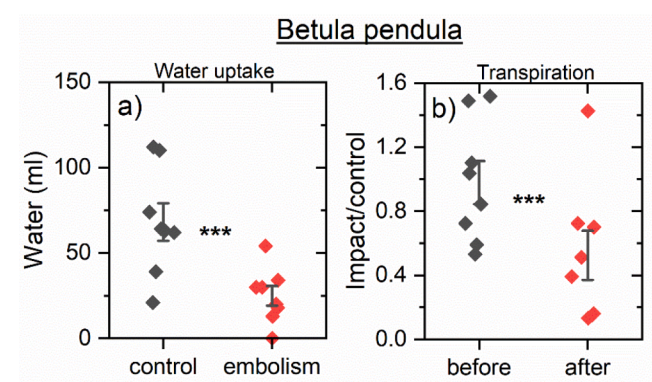 Betula pendula
Water uptake
a)
Water (ml)
150
100
50
0
***
control embolism
Transpiration
b)
Impact/control
1.6
1.2
0.8
0.4
0.0
***
before after